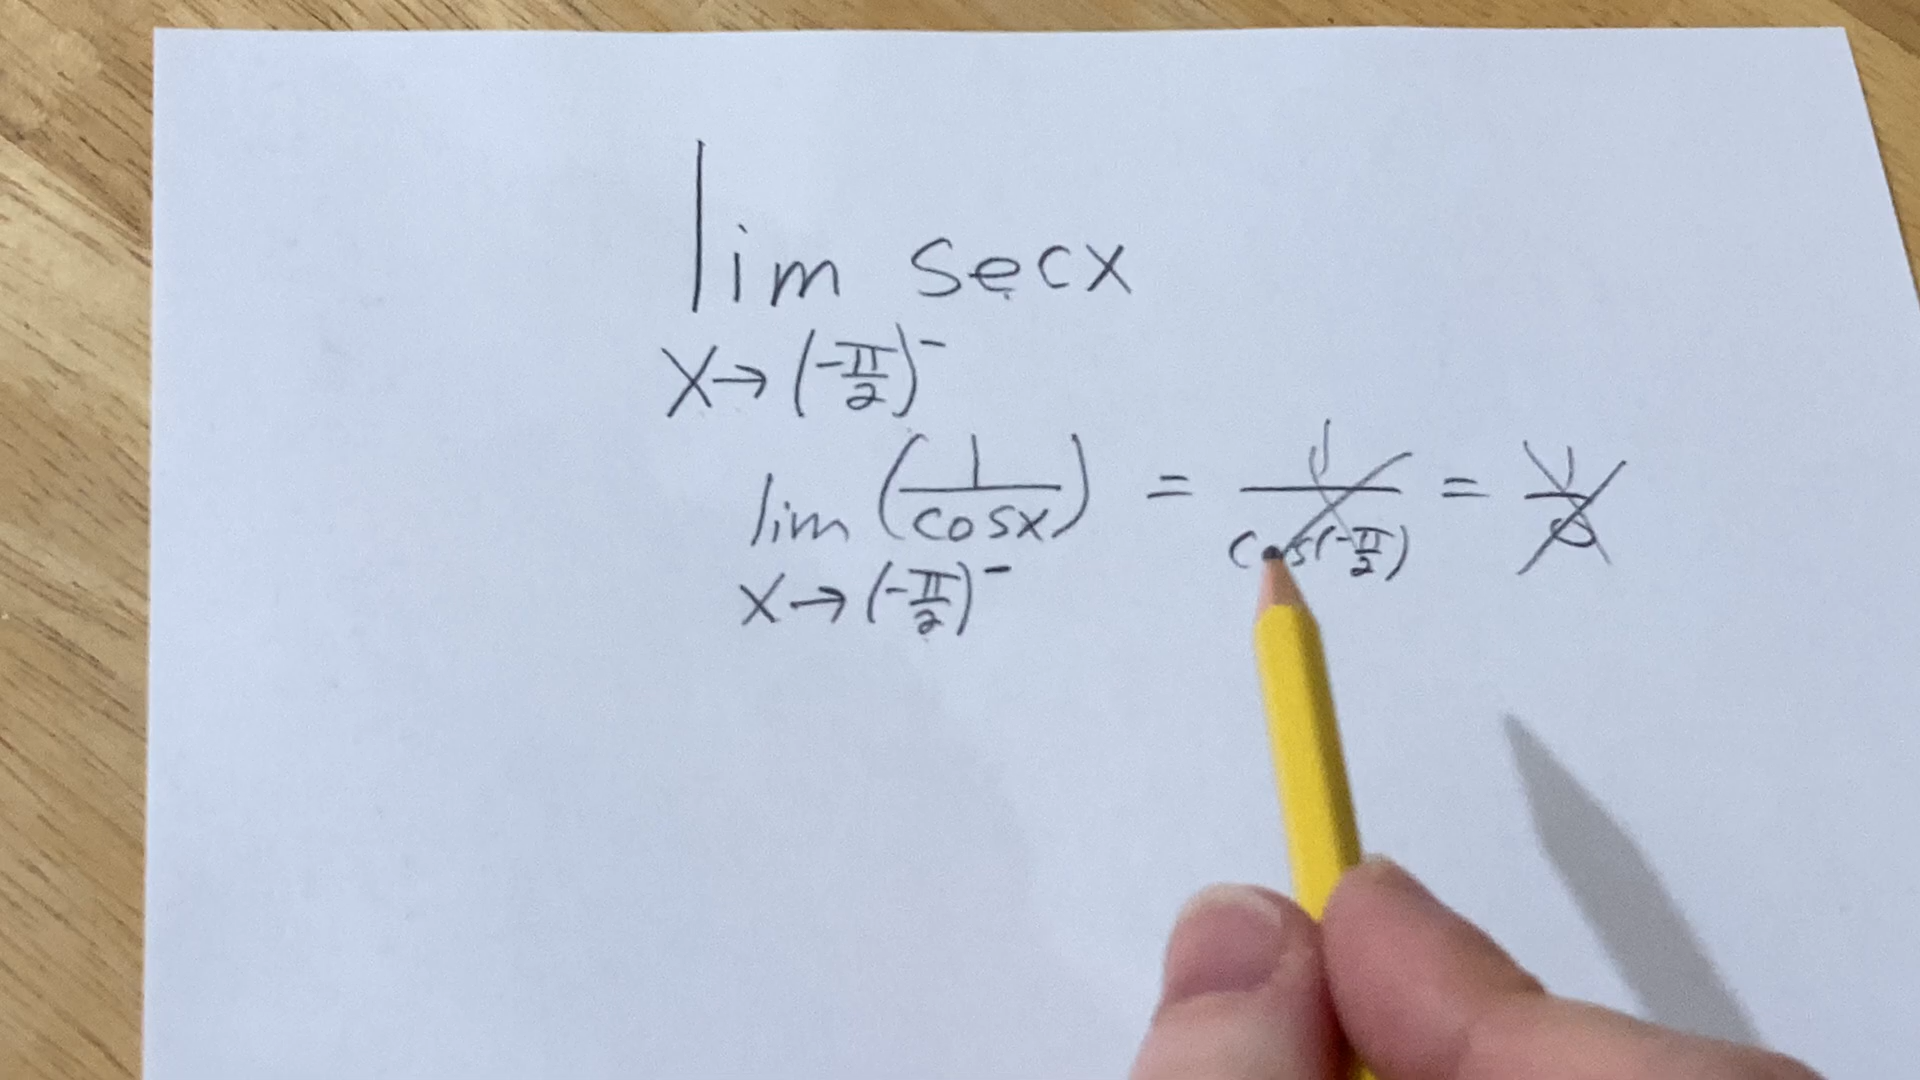 lim secx
x→(-π/2)⁻
lim (1/cosx) = 1/cos(-π/2) = 1/0
x→(-π/2)⁻